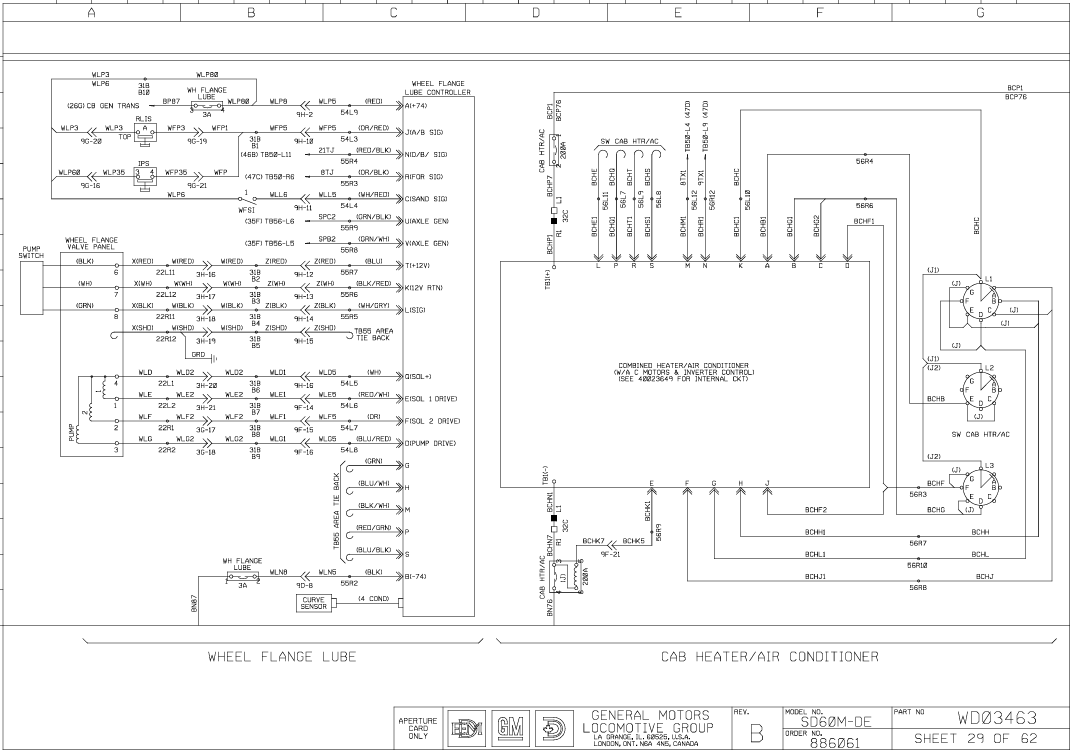 A B C D E F G
WLP3
WLP80
WLP6
31B
B10
WH FLANGE
LUBE
WHEEL FLANGE
LUBE CONTROLLER
(26G) CB GEN TRANS
BP87
3 4
3A
WLP80
WLP8
9H-2
WLP5
(RED)
54L9
A(+74)
RLIS
A
TOP
WLP3
9G-20
WLP3
WFP3
9G-19
WFP1
31B
B1
WFP5
9H-10
WFP5
(OR/RED)
54L3
J(A/B SIG)
(46B) TB50-L11
21TJ
(RED/BLK)
55R4
N(D/B/ SIG)
IPS
3 4
WLP60
9G-16
WLP35
WFP35
9G-21
WFP
(47C) TB50-R6
8TJ
(OR/BLK)
55R3
R(FOR SIG)
WLP6
1
WFS1
WLL6
9H-11
WLL5
(WH/RED)
54L4
C(SAND SIG)
(35F) TB56-L6
SPC2
(GRN/BLK)
55R9
U(AXLE GEN)
(35F) TB56-L5
SPB2
(GRN/WH)
55R8
V(AXLE GEN)
PUMP
SWITCH
WHEEL FLANGE
VALVE PANEL
(BLK)
6
X(RED)
22L11
W(RED)
3H-16
W(RED)
31B
B2
Z(RED)
9H-12
Z(RED)
55R7
(BLU)
T(+12V)
(WH)
7
X(WH)
22L12
W(WH)
3H-17
W(WH)
31B
B3
Z(WH)
9H-13
Z(WH)
55R6
(BLK/RED)
K(12V RTN)
(GRN)
8
X(BLK)
22R11
W(BLK)
3H-18
W(BLK)
31B
B4
Z(BLK)
9H-14
Z(BLK)
55R5
(WH/GRY)
L(SIG)
X(SHD)
22R12
W(SHD)
3H-19
W(SHD)
31B
B5
Z(SHD)
9H-15
Z(SHD)
TB55 AREA
TIE BACK
GRD
4
WLD
22L1
WLD2
3H-20
WLD2
31B
B6
WLD1
9H-16
WLD5
54L5
(WH)
Q(SOL+)
1
1
WLE
22L2
WLE2
3H-21
WLE2
31B
B7
WLE1
9F-14
WLE5
54L6
(RED/WH)
E(SOL 1 DRIVE)
2
2
WLF
22R1
WLF2
3G-17
WLF2
31B
B8
WLF1
9F-15
WLF5
54L7
(OR)
F(SOL 2 DRIVE)
PUMP
3
WLG
22R2
WLG2
3G-18
WLG2
31B
B9
WLG1
9F-16
WLG5
54L8
(BLU/RED)
D(PUMP DRIVE)
TB55 AREA TIE BACK
(GRN)
G
(BLU/WH)
H
(BLK/WH)
M
(RED/GRN)
P
(BLU/BLK)
S
WH FLANGE
LUBE
1 2
3A
WLN8
9D-8
WLN5
55R2
(BLK)
B(-74)
BN87
CURVE
SENSOR
(4 COND)
BCP1
BCP76
BCP1
BCP76
CAB HTR/AC
1
2
200A
BCHP7
L1
32C
R1
BCHP1
TB1(+)
SW CAB HTR/AC
BCHE
BCHG
BCHT
BCHS
56L11
56L7
56L9
56L8
BCHE1
BCHG1
BCHT1
BCHS1
TB50-L4 (47D)
TB50-L9 (47D)
8TX1
9TX1
56L12
56R12
BCHM1
BCHR1
BCHC
56L10
BCHC1
BCHB1
BCHG1
BCHG2
BCHF1
56R4
56R6
BCHC
L P R S M N K A B C D
COMBINED HEATER/AIR CONDITIONER
(W/A C MOTORS & INVERTER CONTROL)
(SEE 40023649 FOR INTERNAL CKT)
(J1)
L1
G A
F B
E D C
(J)
(J)
(J)
(J1)
(J2)
L2
G A
F B
E D C
BCHB
(J)
SW CAB HTR/AC
(J2)
L3
(J)
G A
F B
E D C
(J)
BCHF
56R3
BCHG
TB1(-)
E F G H J
BCHN1
L1
32C
R1
BCHN7
BCHK1
56R9
BCHK7
9F-21
BCHK5
CAB HTR/AC
3 5
(J)
4 6
200A
BN76
BCHF2
BCHH1
56R7
BCHH
BCHL1
56R10
BCHL
BCHJ1
56R8
BCHJ
WHEEL FLANGE LUBE
CAB HEATER/AIR CONDITIONER
APERTURE
CARD
ONLY
GM
GENERAL MOTORS
LOCOMOTIVE GROUP
LA GRANGE, IL. 60525, U.S.A.
LONDON, ONT. N6A 4N5, CANADA
REV.
B
MODEL NO.
SD60M-OE
ORDER NO.
886061
PART NO
WD03463
SHEET 29 OF 62